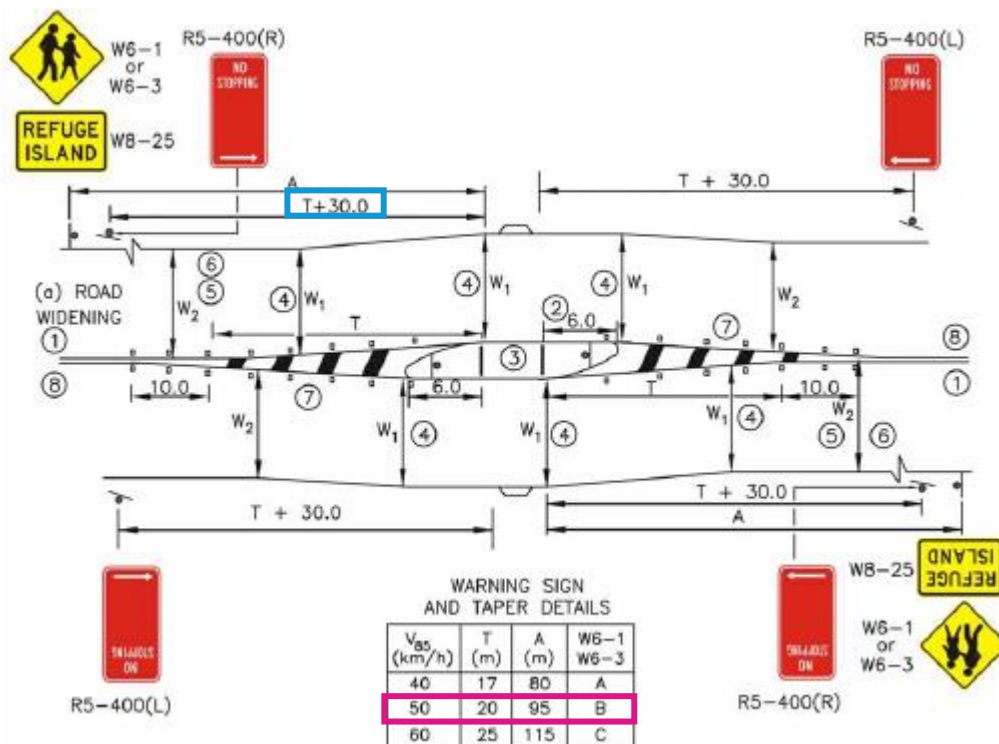 R5-400(R)
R5-400(L)
W6-1
or
W6-3
NO
STOPPING
NO
STOPPING
REFUGE
ISLAND
W8-25
A
T + 30.0
T+30.0
(a) ROAD
WIDENING
6
5
4
W₁
4
W₁
4
W₁
W₂
W₂
2
6.0
T
7
1
8
3
8
1
10.0
7
6.0
T
10.0
W₂
W₁
4
W₁
4
W₁
4
W₂
5
6
T + 30.0
T + 30.0
A
WARNING SIGN
AND TAPER DETAILS
V₈₅
(km/h)
T
(m)
A
(m)
W6-1
W6-3
40 17 80 A
50 20 95 B
60 25 115 C
NO
STOPPING
R5-400(L)
NO
STOPPING
R5-400(R)
W8-25
REFUGE
ISLAND
W6-1
or
W6-3